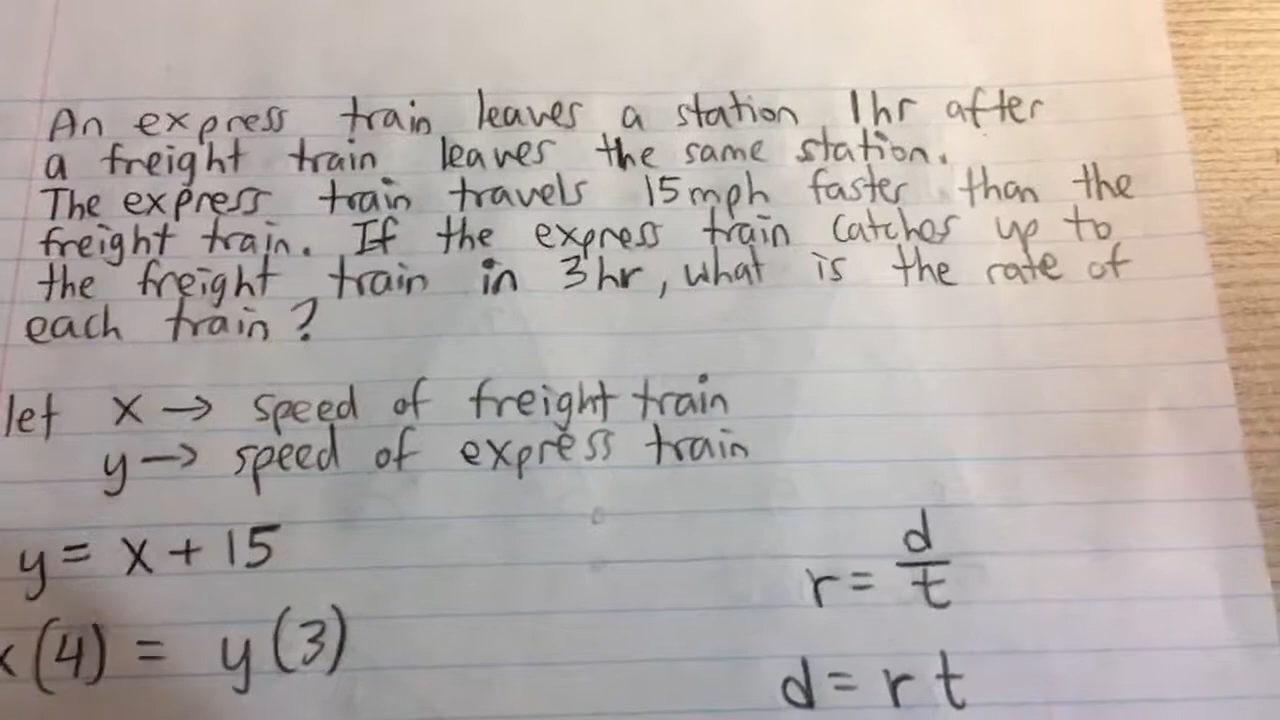 An express train leaves a station 1hr after
a freight train leaves the same station.
The express train travels 15mph faster than the
freight train. If the express train catches up to
the freight train in 3hr, what is the rate of
each train?
let x → speed of freight train
y → speed of express train
y = x + 15
x(4) = y(3)
r = d/t
d = r t